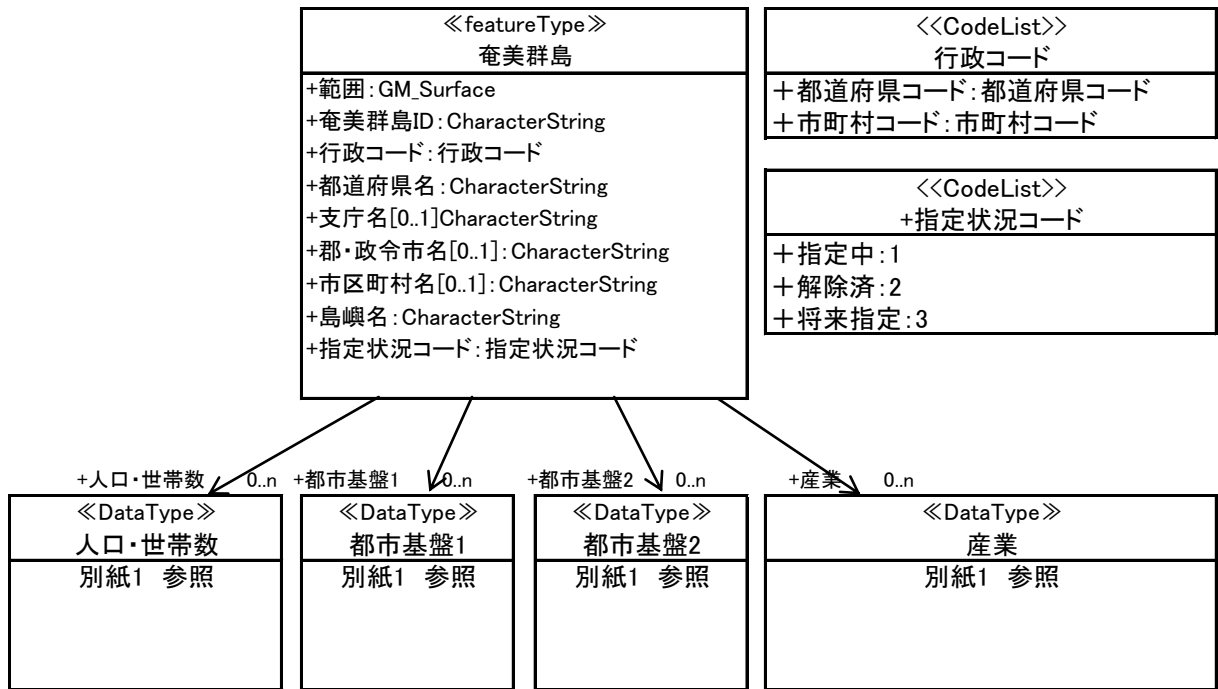 ≪featureType≫
奄美群島
+範囲:GM_Surface
+奄美群島ID:CharacterString
+行政コード:行政コード
+都道府県名:CharacterString
+支庁名[0..1]CharacterString
+郡・政令市名[0..1]:CharacterString
+市区町村名[0..1]:CharacterString
+島嶼名:CharacterString
+指定状況コード:指定状況コード
<<CodeList>>
行政コード
+都道府県コード:都道府県コード
+市町村コード:市町村コード
<<CodeList>>
+指定状況コード
+指定中:1
+解除済:2
+将来指定:3
+人口・世帯数 0..n +都市基盤1 0..n +都市基盤2 0..n +産業 0..n
≪DataType≫
人口・世帯数
別紙1 参照
≪DataType≫
都市基盤1
別紙1 参照
≪DataType≫
都市基盤2
別紙1 参照
≪DataType≫
産業
別紙1 参照